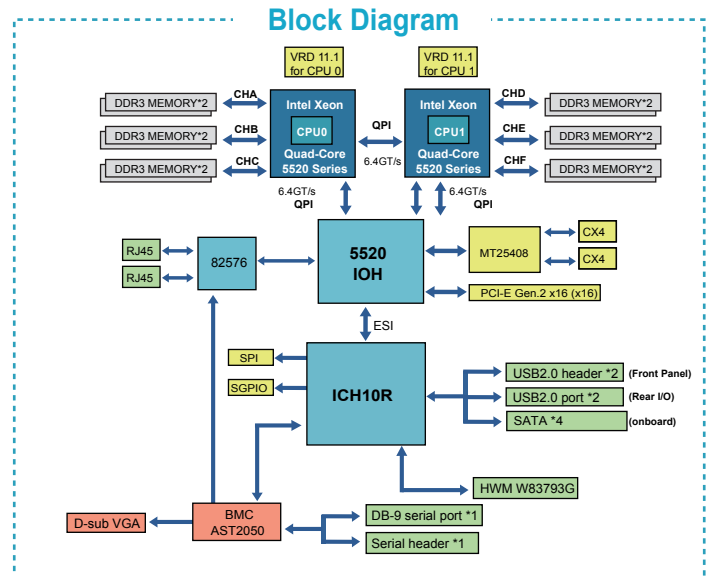 Block Diagram
VRD 11.1
for CPU 0
VRD 11.1
for CPU 1
DDR3 MEMORY*2
CHA
DDR3 MEMORY*2
CHB
DDR3 MEMORY*2
CHC
Intel Xeon
CPU0
Quad-Core
5520 Series
QPI
6.4GT/s
Intel Xeon
CPU1
Quad-Core
5520 Series
CHD
DDR3 MEMORY*2
CHE
DDR3 MEMORY*2
CHF
DDR3 MEMORY*2
6.4GT/s
QPI
6.4GT/s
QPI
RJ45
RJ45
82576
5520
IOH
MT25408
CX4
CX4
PCI-E Gen.2 x16 (x16)
ESI
SPI
SGPIO
ICH10R
USB2.0 header *2 (Front Panel)
USB2.0 port *2 (Rear I/O)
SATA *4 (onboard)
HWM W83793G
D-sub VGA
BMC
AST2050
DB-9 serial port *1
Serial header *1